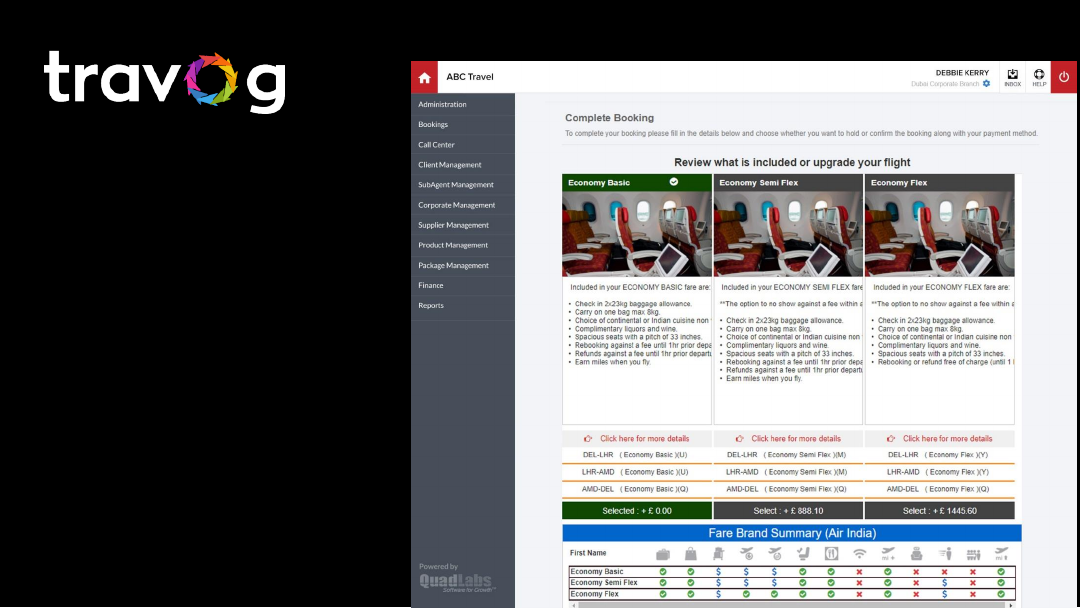 travog
ABC Travel
DEBBIE KERRY
Dubai Corporate Branch
INBOX
HELP
Administration
Bookings
Call Center
Client Management
SubAgent Management
Corporate Management
Supplier Management
Product Management
Package Management
Finance
Reports
Powered by
QuadLabs
Software for Growth™
Complete Booking
To complete your booking please fill in the details below and choose whether you want to hold or confirm the booking along with your payment method.
Review what is included or upgrade your flight
Economy Basic
Included in your ECONOMY BASIC fare are:
• Check in 2x23kg baggage allowance.
• Carry on one bag max 8kg.
• Choice of continental or Indian cuisine non
• Complimentary liquors and wine.
• Spacious seats with a pitch of 33 inches.
• Rebooking against a fee until 1hr prior depa
• Refunds against a fee until 1hr prior departu
• Earn miles when you fly.
Click here for more details
DEL-LHR ( Economy Basic )(U)
LHR-AMD ( Economy Basic )(U)
AMD-DEL ( Economy Basic )(Q)
Selected : + £ 0.00
Economy Semi Flex
Included in your ECONOMY SEMI FLEX fare
**The option to no show against a fee within a
• Check in 2x23kg baggage allowance.
• Carry on one bag max 8kg.
• Choice of continental or Indian cuisine non
• Complimentary liquors and wine.
• Spacious seats with a pitch of 33 inches.
• Rebooking against a fee until 1hr prior depa
• Refunds against a fee until 1hr prior departu
• Earn miles when you fly.
Click here for more details
DEL-LHR ( Economy Semi Flex )(M)
LHR-AMD ( Economy Semi Flex )(M)
AMD-DEL ( Economy Semi Flex )(Q)
Select : + £ 888.10
Economy Flex
Included in your ECONOMY FLEX fare are:
**The option to no show against a fee within a
• Check in 2x23kg baggage allowance.
• Carry on one bag max 8kg.
• Choice of continental or Indian cuisine non
• Complimentary liquors and wine.
• Spacious seats with a pitch of 33 inches.
• Rebooking or refund free of charge (until 1 h
Click here for more details
DEL-LHR ( Economy Flex )(Y)
LHR-AMD ( Economy Flex )(Y)
AMD-DEL ( Economy Flex )(Q)
Select : + £ 1445.60
Fare Brand Summary (Air India)
First Name
Economy Basic
$ $ $
Economy Semi Flex
$ $ $ $
Economy Flex
$ $